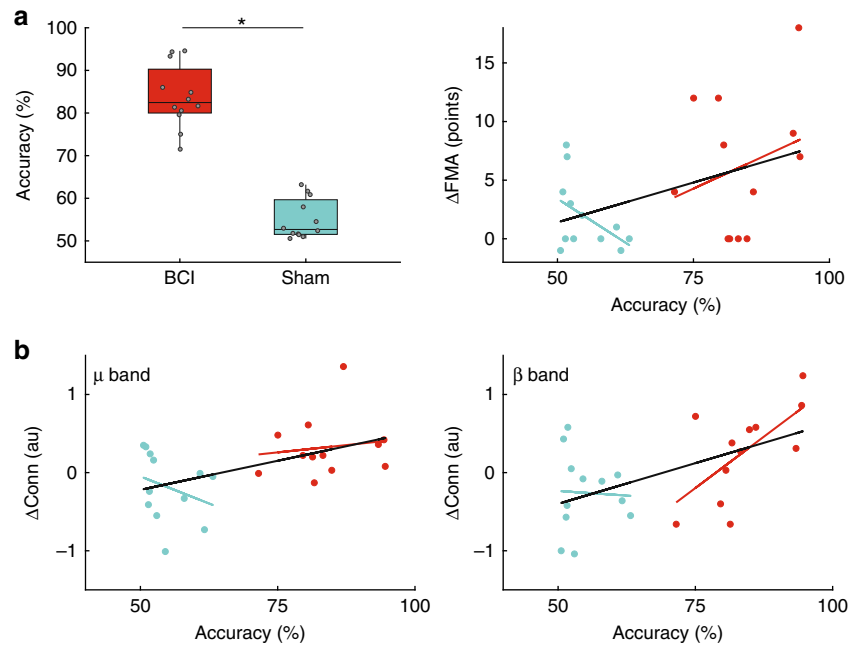 a
*
100
90
80
70
60
50
Accuracy (%)
BCI
Sham
15
10
5
0
ΔFMA (points)
50
75
100
Accuracy (%)
b
μ band
1
0
−1
ΔConn (au)
50
75
100
Accuracy (%)
β band
1
0
−1
ΔConn (au)
50
75
100
Accuracy (%)